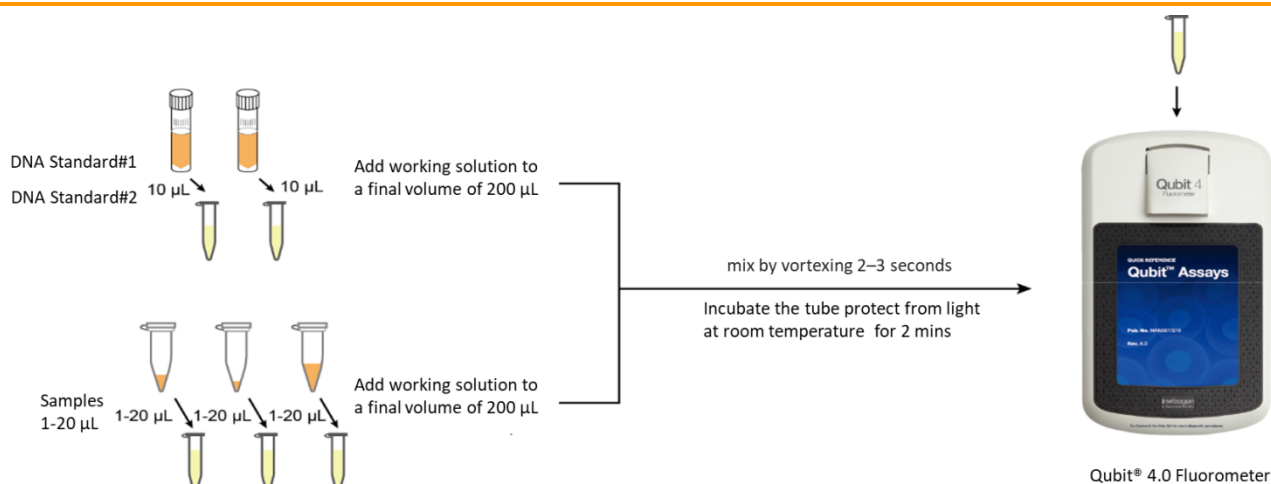 DNA Standard#1
DNA Standard#2
10 µL
10 µL
Add working solution to
a final volume of 200 µL
Samples
1-20 µL
1-20 µL
1-20 µL
1-20 µL
Add working solution to
a final volume of 200 µL
mix by vortexing 2–3 seconds
Incubate the tube protect from light
at room temperature for 2 mins
Qubit 4
Fluorometer
QUICK REFERENCE
Qubit™ Assays
Rev. 4.0
invitrogen
Qubit® 4.0 Fluorometer